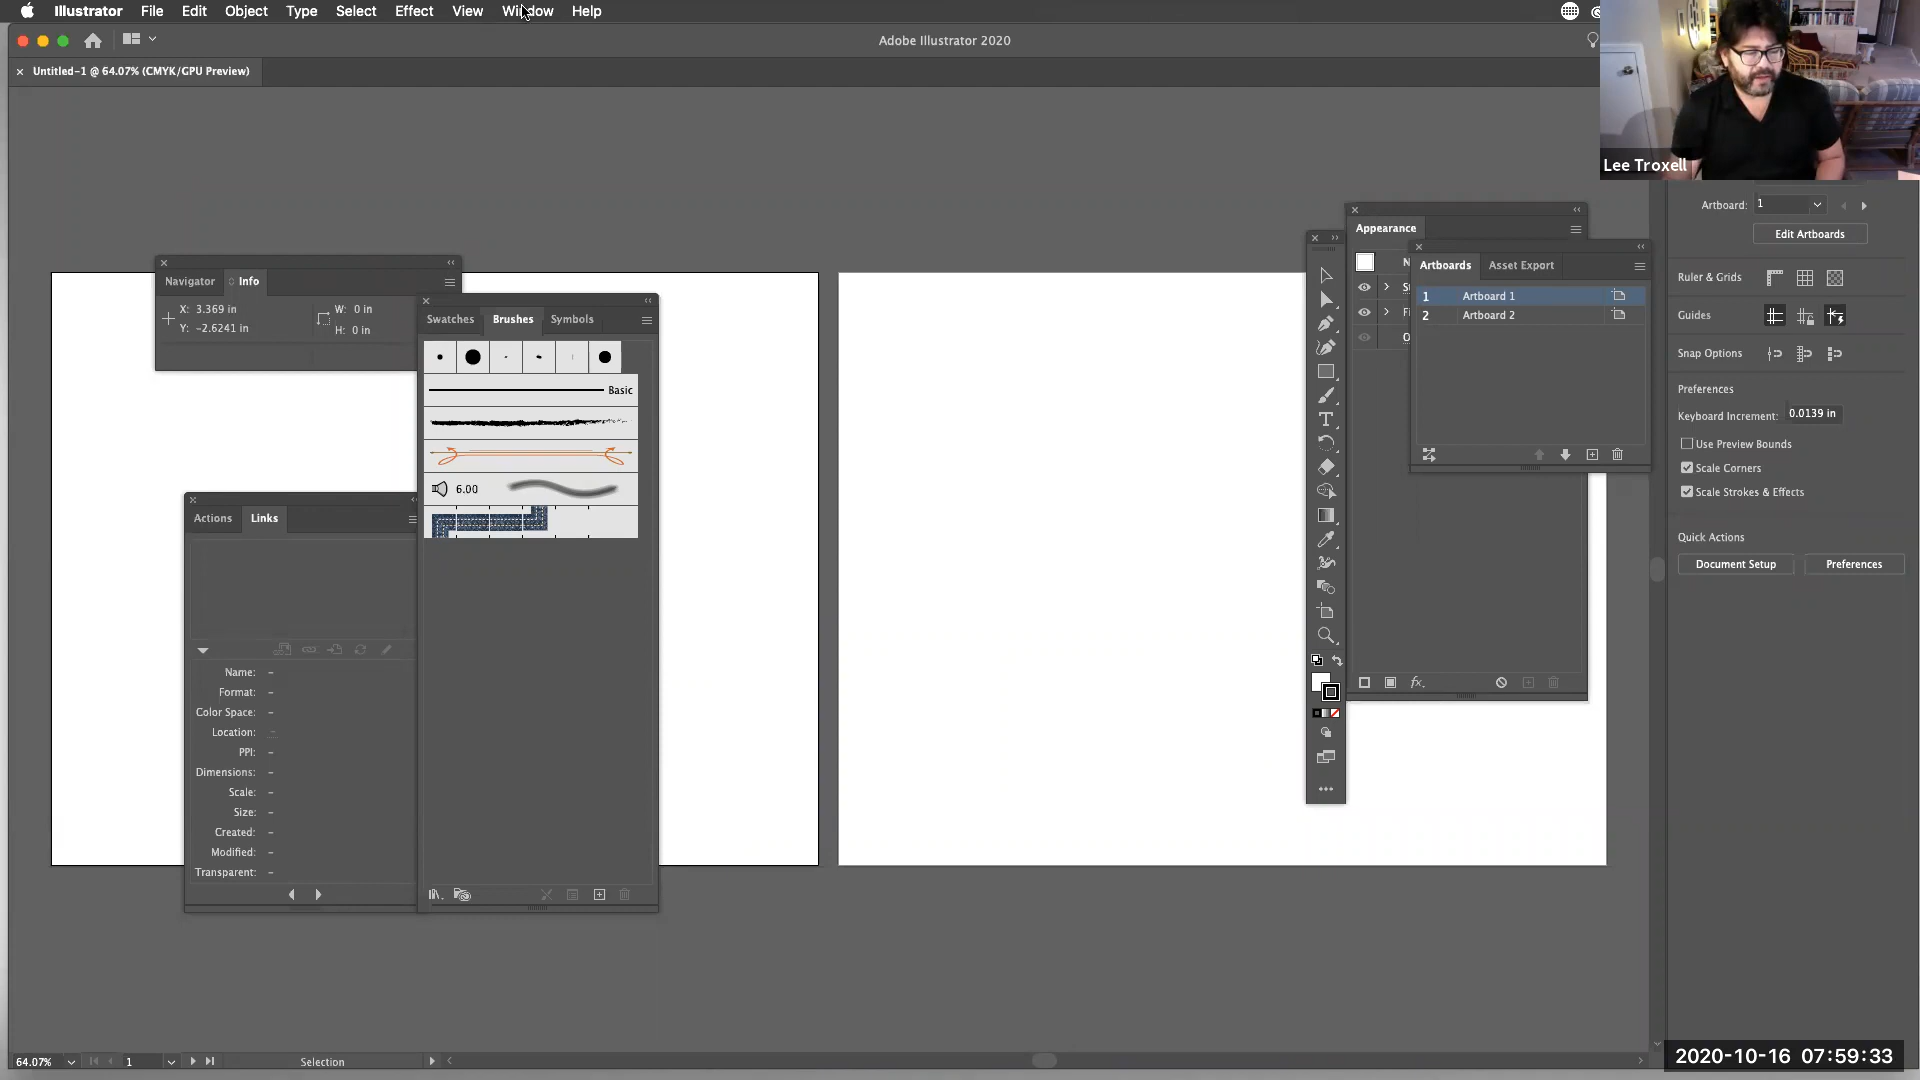 Illustrator File Edit Object Type Select Effect View Window Help
Adobe Illustrator 2020
Untitled-1 @ 64.07% (CMYK/GPU Preview)
Lee Troxell
Artboard: 1
Edit Artboards
Appearance
Artboards Asset Export
1 Artboard 1
2 Artboard 2
Ruler & Grids
Guides
Snap Options
Preferences
Keyboard Increment: 0.0139 in
Use Preview Bounds
Scale Corners
Scale Strokes & Effects
Quick Actions
Document Setup Preferences
Navigator Info
X: 3.369 in W: 0 in
Y: -2.6241 in H: 0 in
Swatches Brushes Symbols
Basic
6.00
Actions Links
Name: -
Format: -
Color Space: -
Location: -
PPI: -
Dimensions: -
Scale: -
Size: -
Created: -
Modified: -
Transparent: -
64.07% 1 Selection
2020-10-16 07:59:33